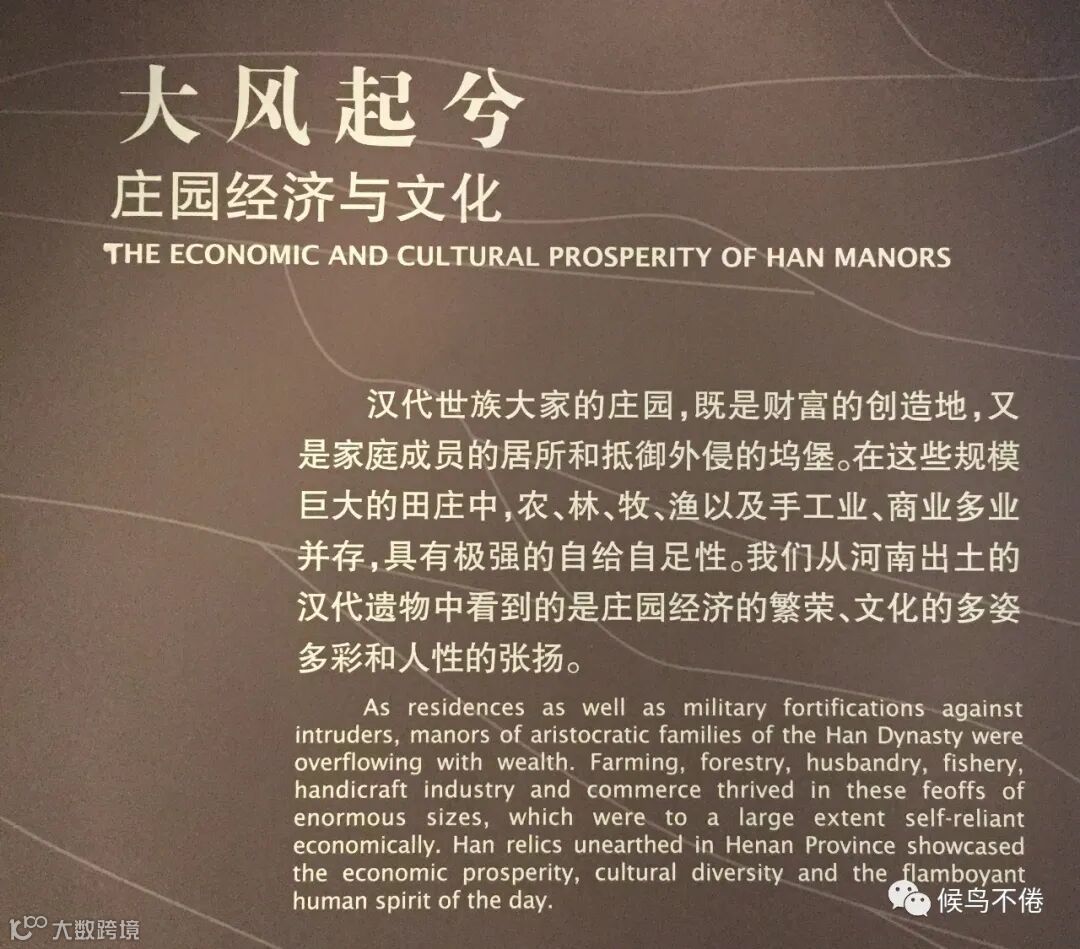 大风起兮
庄园经济与文化
THE ECONOMIC AND CULTURAL PROSPERITY OF HAN MANORS
汉代世族大家的庄园，既是财富的创造地，又
是家庭成员的居所和抵御外侵的坞堡。在这些规模
巨大的田庄中，农、林、牧、渔以及手工业、商业多业
并存，具有极强的自给自足性。我们从河南出土的
汉代遗物中看到的是庄园经济的繁荣、文化的多姿
多彩和人性的张扬。
As residences as well as military fortifications against
intruders, manors of aristocratic families of the Han Dynasty were
overflowing with wealth. Farming, forestry, husbandry, fishery,
handicraft industry and commerce thrived in these feoffs of
enormous sizes, which were to a large extent self-reliant
economically. Han relics unearthed in Henan Province showcased
the economic prosperity, cultural diversity and the flamboyant
human spirit of the day.
候鸟不倦
大数跨境